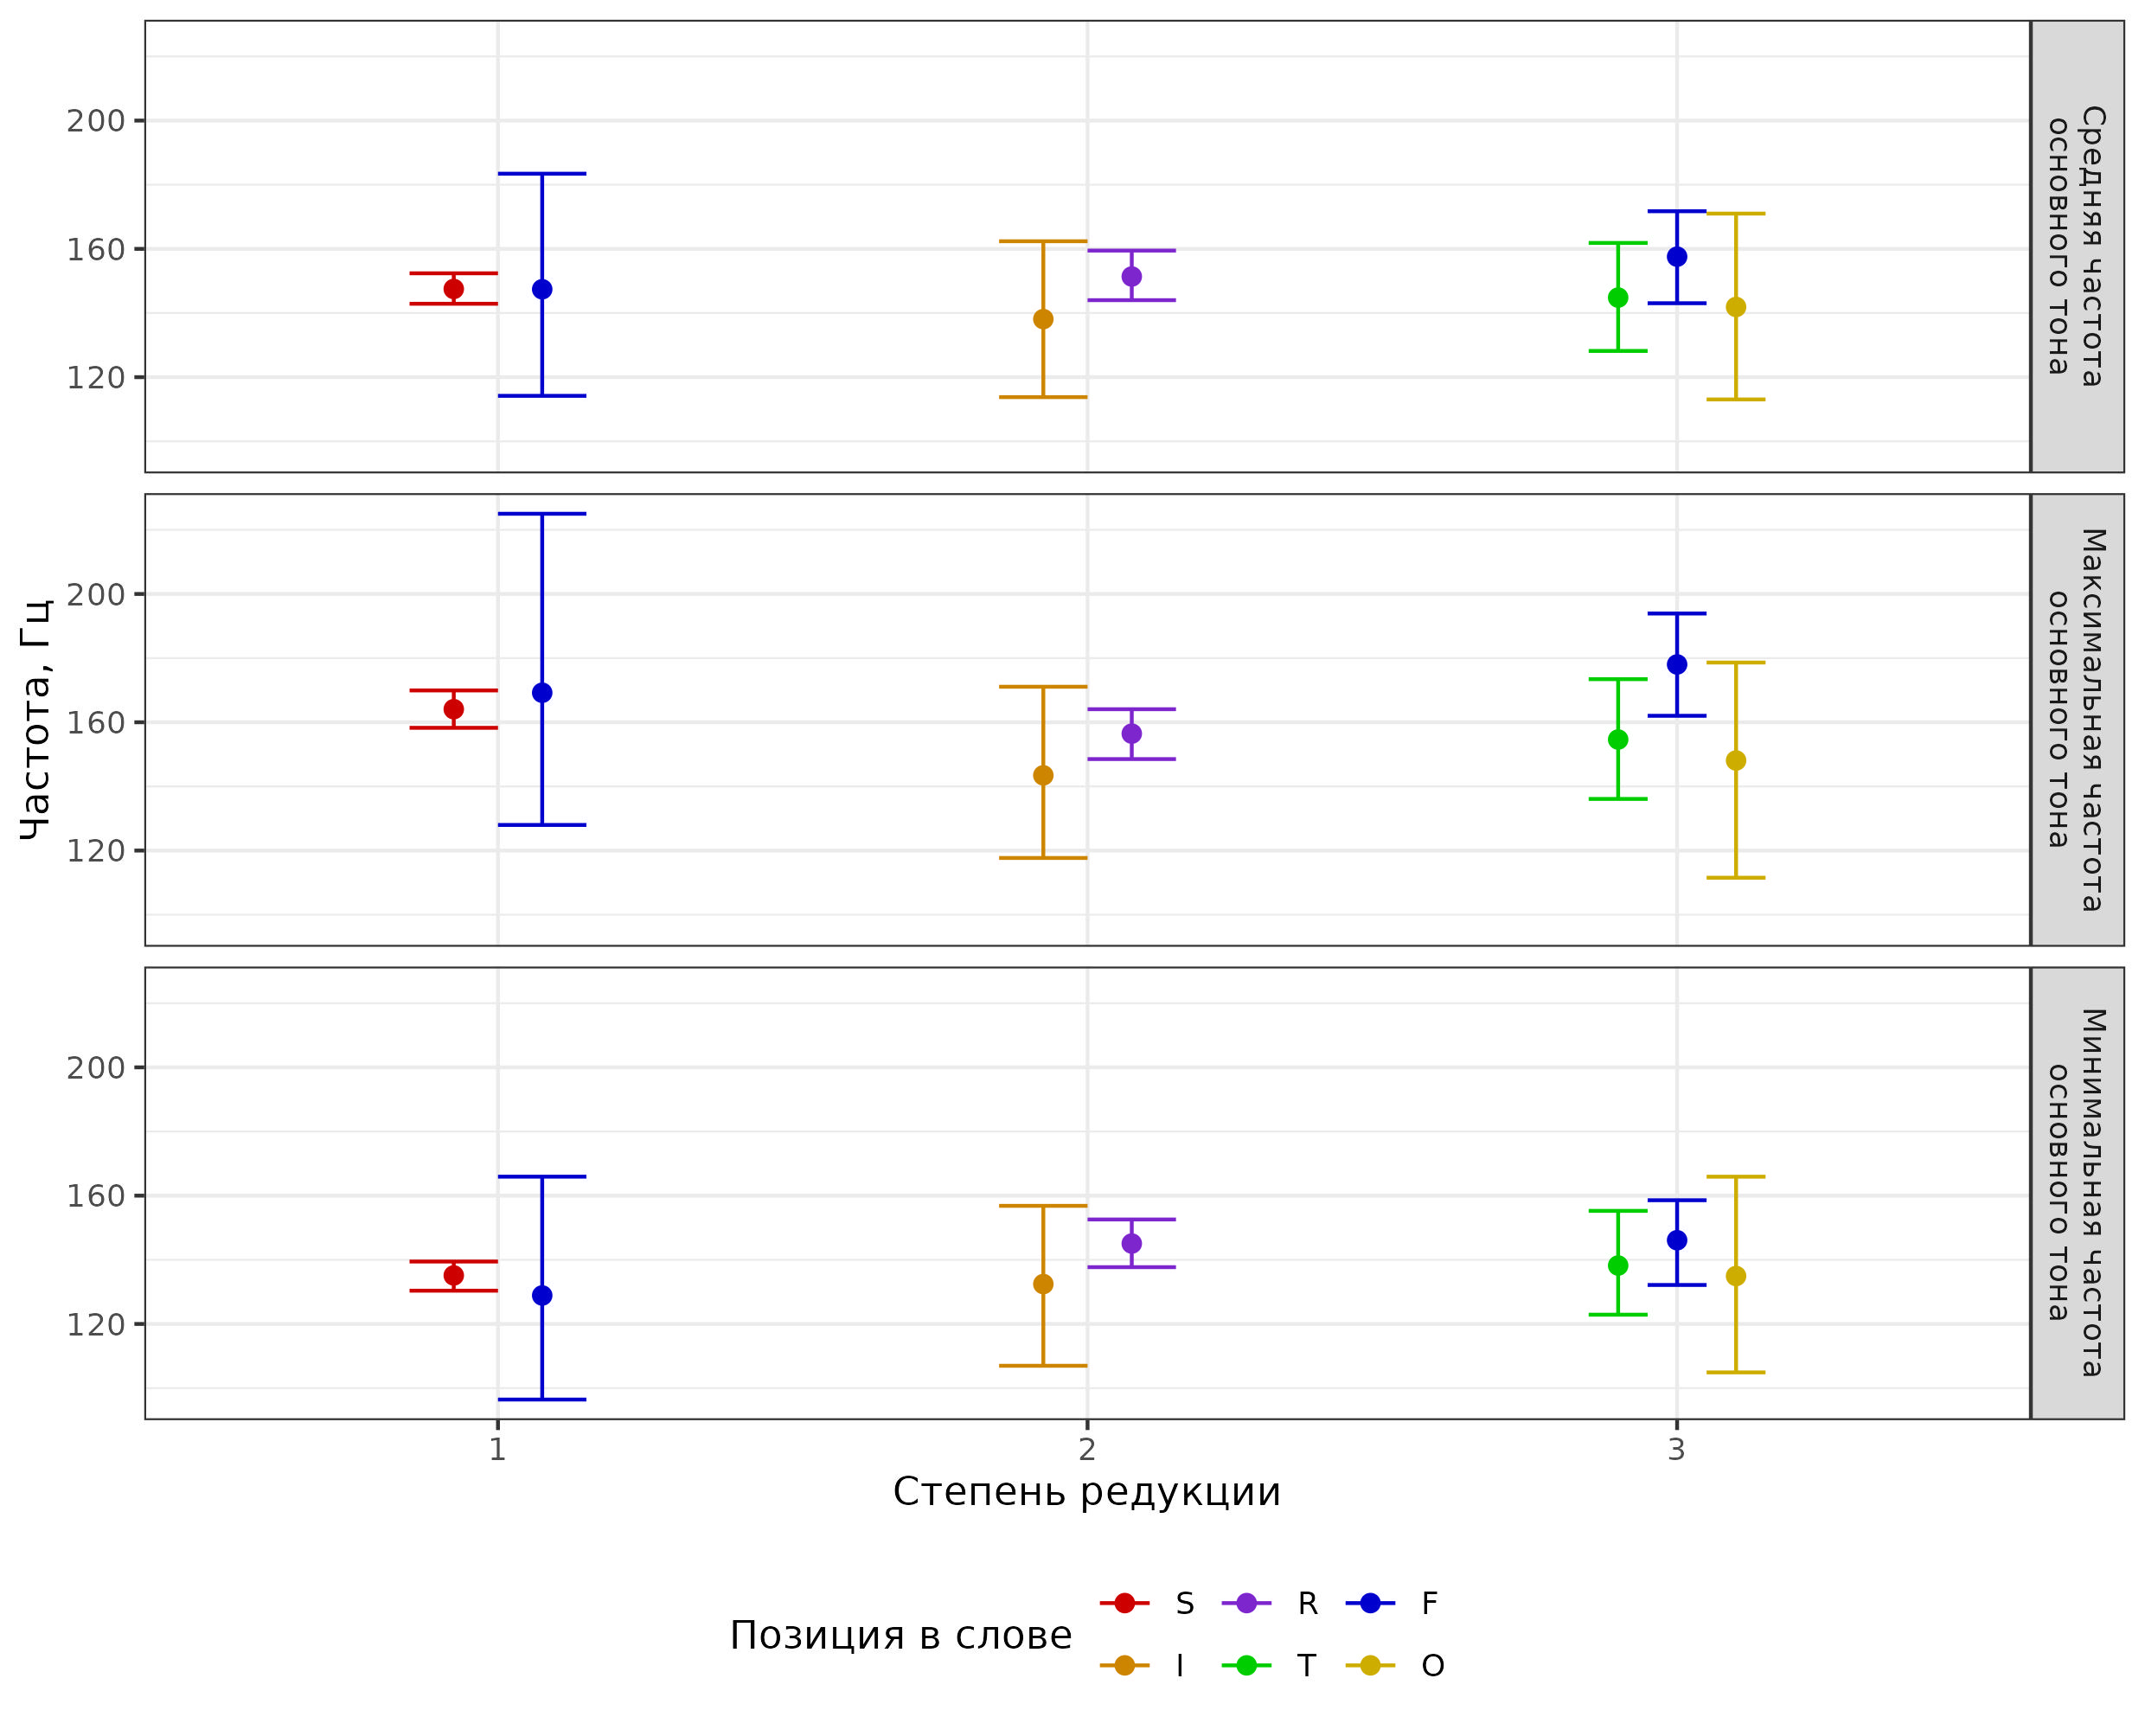 Частота, Гц
200
160
120
Средняя частота
основного тона
200
160
120
Максимальная частота
основного тона
200
160
120
Минимальная частота
основного тона
1 2 3
Степень редукции
Позиция в слове
S R F
I T O